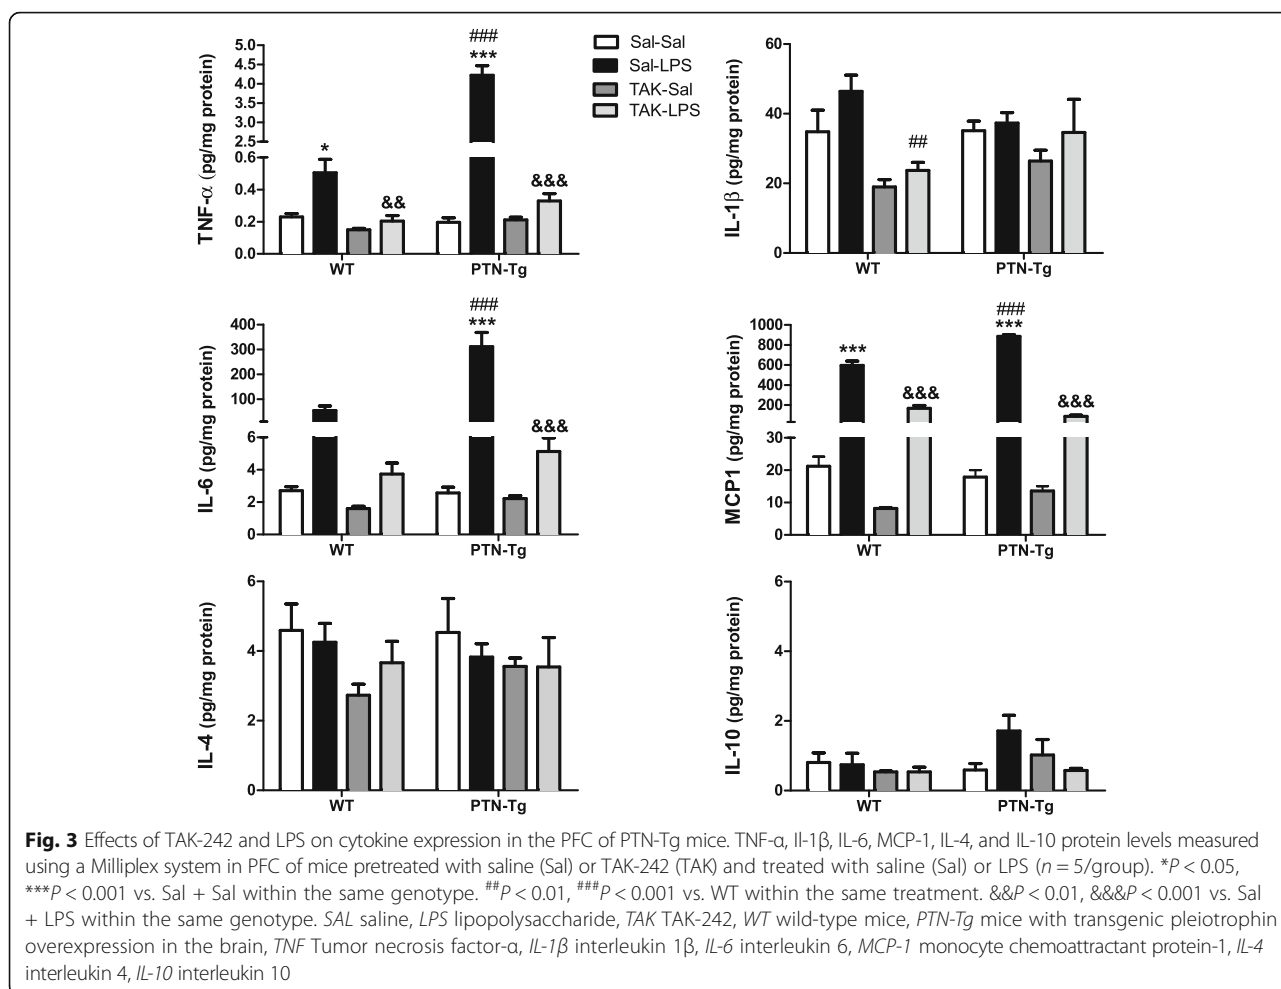 ###
***
*
&&
&&&
5.0
4.5
4.0
3.5
3.0
2.5
0.6
0.4
0.2
0.0
TNF-α (pg/mg protein)
WT
PTN-Tg
Sal-Sal
Sal-LPS
TAK-Sal
TAK-LPS
##
60
40
20
0
IL-1β (pg/mg protein)
WT
PTN-Tg
###
***
&&&
400
300
200
100
6
4
2
0
IL-6 (pg/mg protein)
WT
PTN-Tg
###
***
***
&&&
&&&
1000
800
600
400
200
30
20
10
0
MCP1 (pg/mg protein)
WT
PTN-Tg
6
4
2
0
IL-4 (pg/mg protein)
WT
PTN-Tg
6
4
2
0
IL-10 (pg/mg protein)
WT
PTN-Tg
Fig. 3 Effects of TAK-242 and LPS on cytokine expression in the PFC of PTN-Tg mice. TNF-α, Il-1β, IL-6, MCP-1, IL-4, and IL-10 protein levels measured
using a Milliplex system in PFC of mice pretreated with saline (Sal) or TAK-242 (TAK) and treated with saline (Sal) or LPS (n = 5/group). *P < 0.05,
***P < 0.001 vs. Sal + Sal within the same genotype. ##P < 0.01, ###P < 0.001 vs. WT within the same treatment. &&P < 0.01, &&&P < 0.001 vs. Sal
+ LPS within the same genotype. SAL saline, LPS lipopolysaccharide, TAK TAK-242, WT wild-type mice, PTN-Tg mice with transgenic pleiotrophin
overexpression in the brain, TNF Tumor necrosis factor-α, IL-1β interleukin 1β, IL-6 interleukin 6, MCP-1 monocyte chemoattractant protein-1, IL-4
interleukin 4, IL-10 interleukin 10